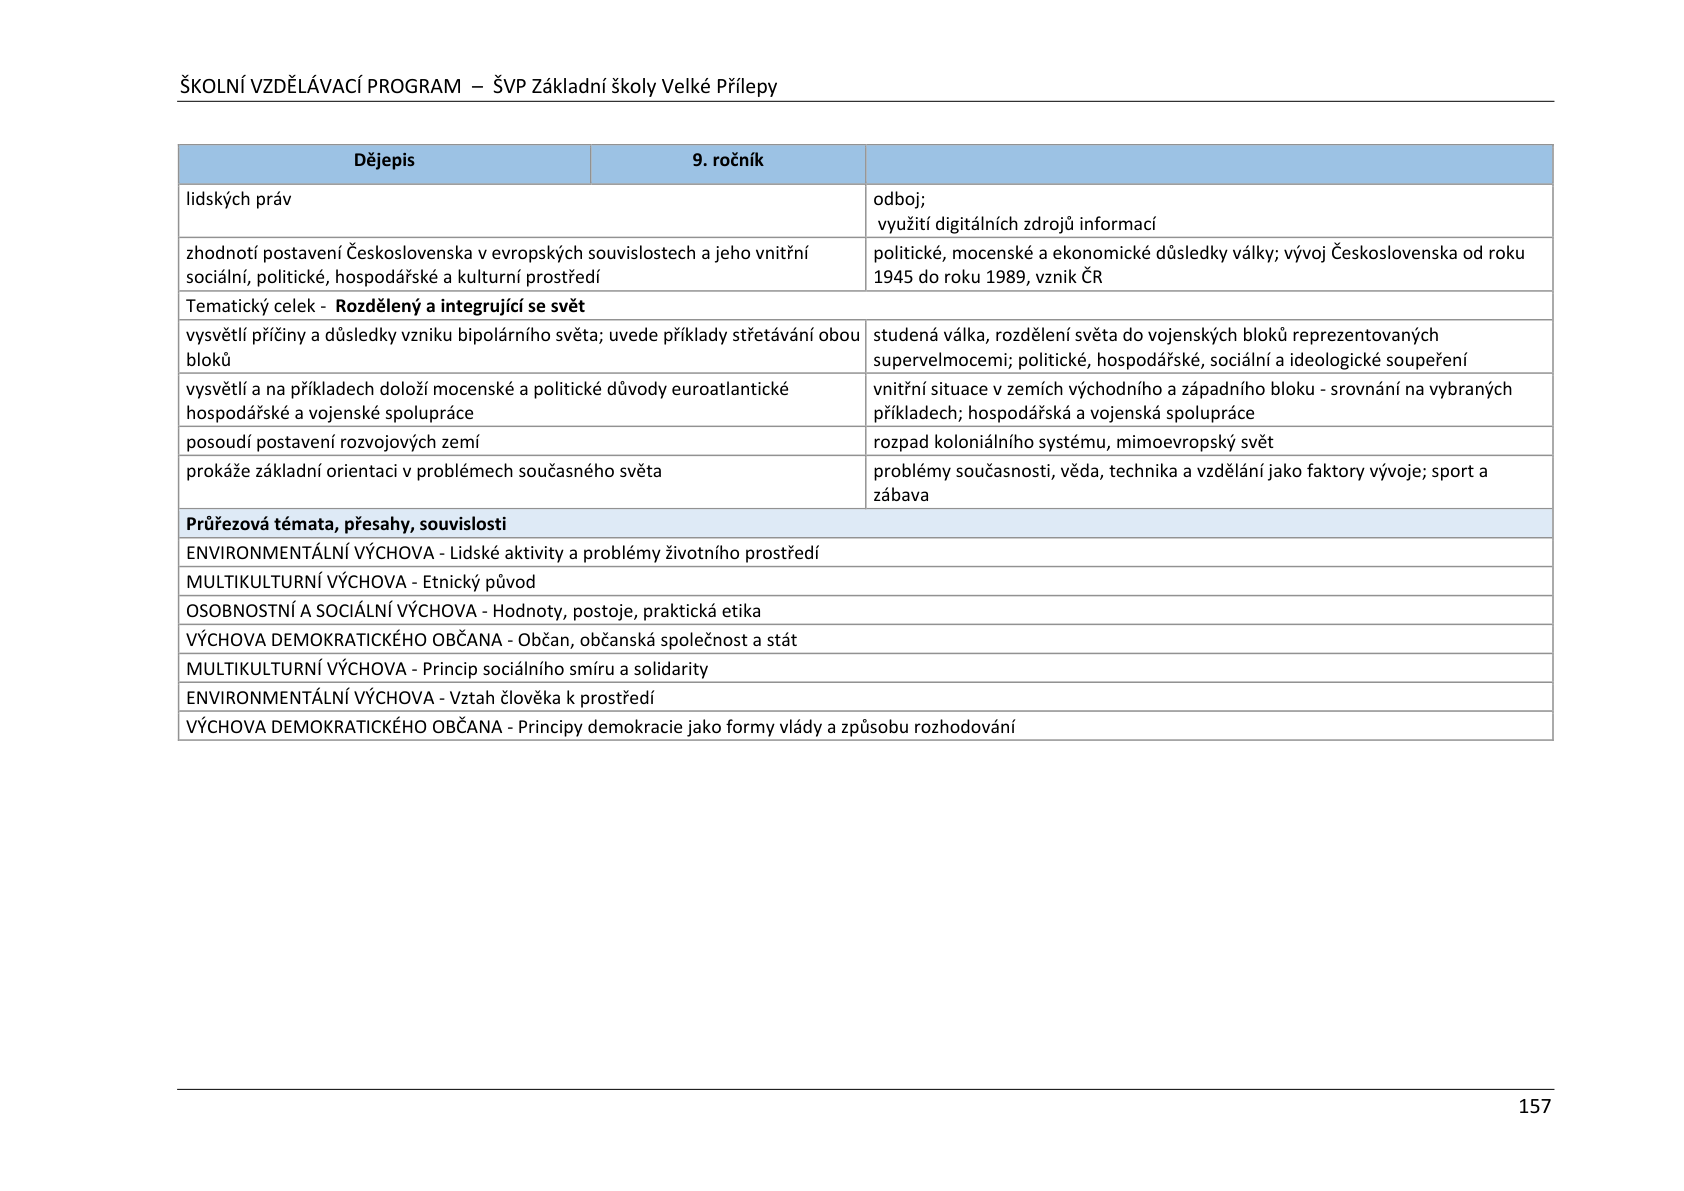 ŠKOLNÍ VZDĚLÁVACÍ PROGRAM – ŠVP Základní školy Velké Přílepy
Dějepis 9. ročník
lidských práv
odboj;
využití digitálních zdrojů informací
zhodnotí postavení Československa v evropských souvislostech a jeho vnitřní
sociální, politické, hospodářské a kulturní prostředí
politické, mocenské a ekonomické důsledky války; vývoj Československa od roku
1945 do roku 1989, vznik ČR
Tematický celek - Rozdělený a integrující se svět
vysvětlí příčiny a důsledky vzniku bipolárního světa; uvede příklady střetávání obou
bloků
studená válka, rozdělení světa do vojenských bloků reprezentovaných
supervelmocemi; politické, hospodářské, sociální a ideologické soupeření
vysvětlí a na příkladech doloží mocenské a politické důvody euroatlantické
hospodářské a vojenské spolupráce
vnitřní situace v zemích východního a západního bloku - srovnání na vybraných
příkladech; hospodářská a vojenská spolupráce
posoudí postavení rozvojových zemí
rozpad koloniálního systému, mimoevropský svět
prokáže základní orientaci v problémech současného světa
problémy současnosti, věda, technika a vzdělání jako faktory vývoje; sport a
zábava
Průřezová témata, přesahy, souvislosti
ENVIRONMENTÁLNÍ VÝCHOVA - Lidské aktivity a problémy životního prostředí
MULTIKULTURNÍ VÝCHOVA - Etnický původ
OSOBNOSTNÍ A SOCIÁLNÍ VÝCHOVA - Hodnoty, postoje, praktická etika
VÝCHOVA DEMOKRATICKÉHO OBČANA - Občan, občanská společnost a stát
MULTIKULTURNÍ VÝCHOVA - Princip sociálního smíru a solidarity
ENVIRONMENTÁLNÍ VÝCHOVA - Vztah člověka k prostředí
VÝCHOVA DEMOKRATICKÉHO OBČANA - Principy demokracie jako formy vlády a způsobu rozhodování
157